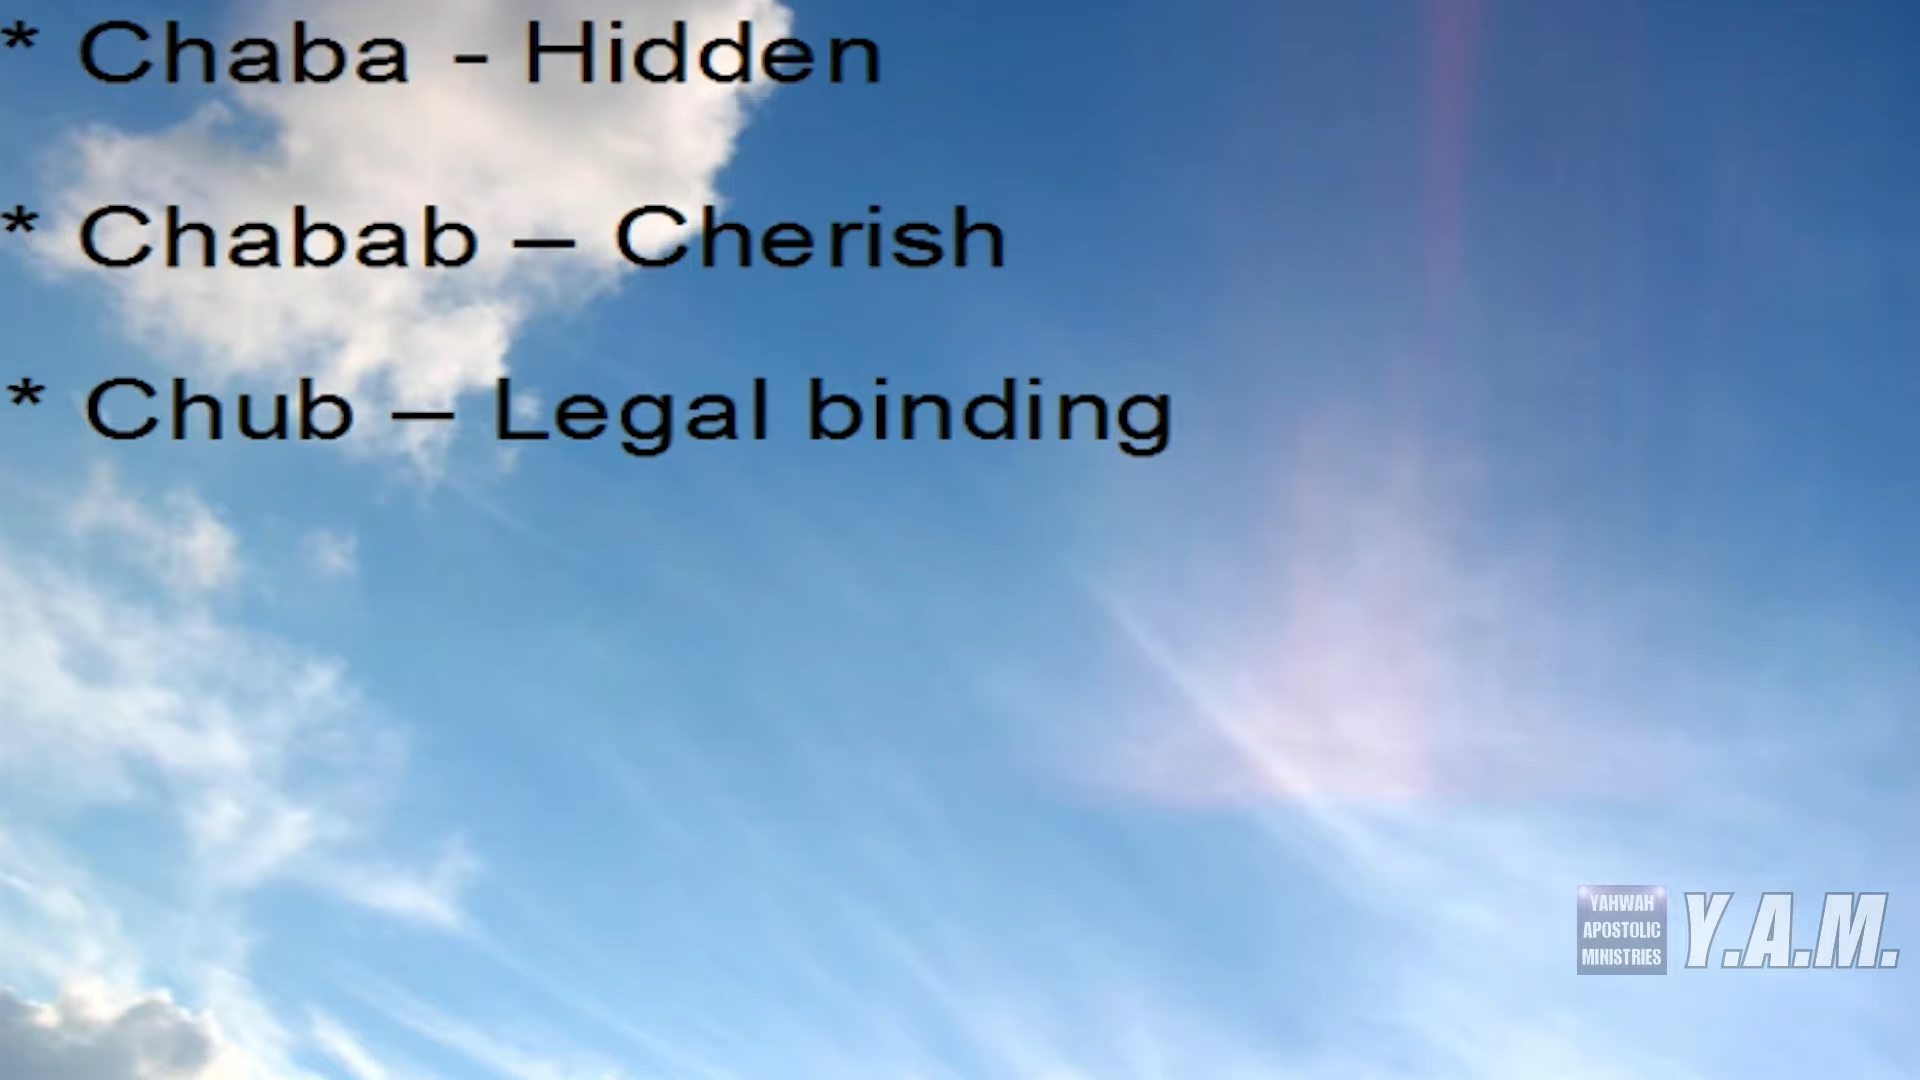 * Chaba - Hidden
* Chabab – Cherish
* Chub – Legal binding
YAHWAH
APOSTOLIC
MINISTRIES
Y.A.M.